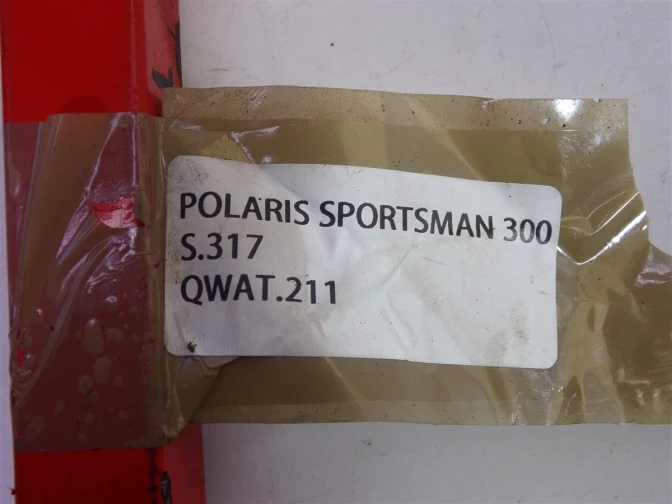 POLARIS SPORTSMAN 300
S.317
QWAT.211